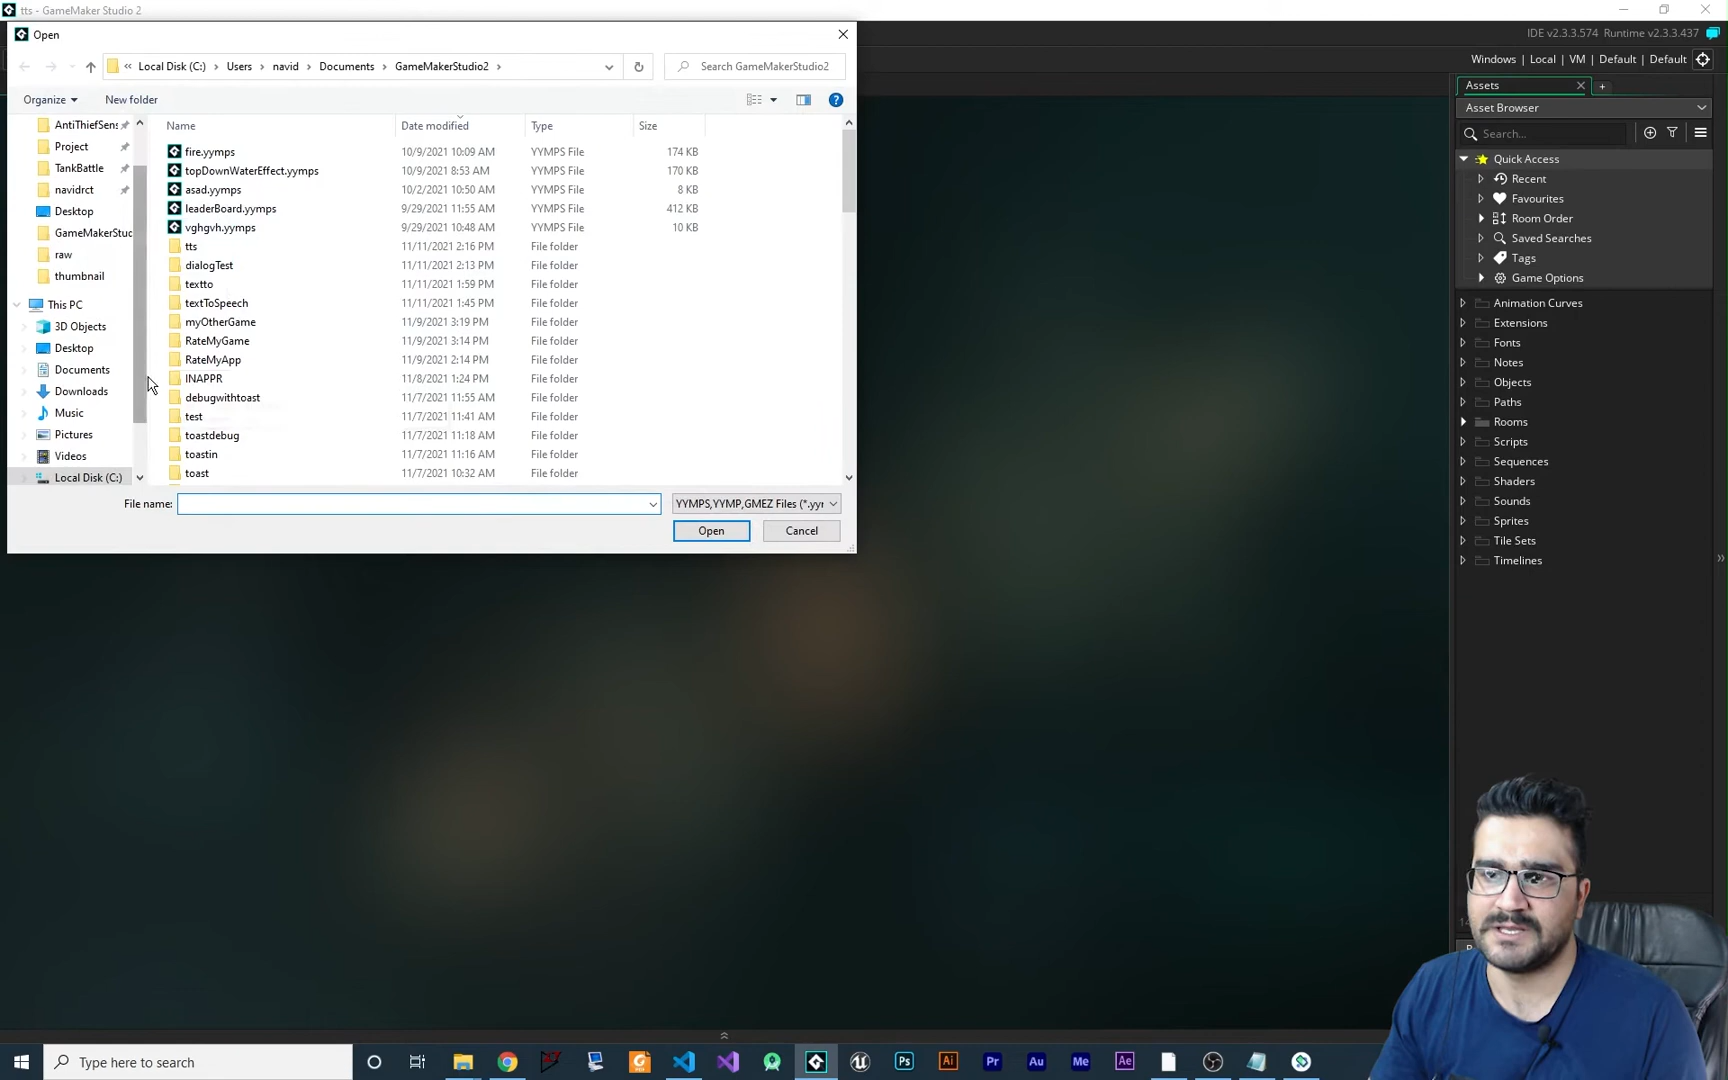 tts - GameMaker Studio 2
Open
IDE v2.3.3.574 Runtime v2.3.3.437
« Local Disk (C:) › Users › navid › Documents › GameMakerStudio2 ›
Search GameMakerStudio2
Windows | Local | VM | Default | Default
Organize
New folder
Assets
Asset Browser
Search...
Quick Access
Recent
Favourites
Room Order
Saved Searches
Tags
Game Options
Animation Curves
Extensions
Fonts
Notes
Objects
Paths
Rooms
Scripts
Sequences
Shaders
Sounds
Sprites
Tile Sets
Timelines
AntiThiefSens
Project
TankBattle
navidrct
Desktop
GameMakerStuc
raw
thumbnail
This PC
3D Objects
Desktop
Documents
Downloads
Music
Pictures
Videos
Local Disk (C:)
Name Date modified Type Size
fire.yymps 10/9/2021 10:09 AM YYMPS File 174 KB
topDownWaterEffect.yymps 10/9/2021 8:53 AM YYMPS File 170 KB
asad.yymps 10/2/2021 10:50 AM YYMPS File 8 KB
leaderBoard.yymps 9/29/2021 11:55 AM YYMPS File 412 KB
vghgvh.yymps 9/29/2021 10:48 AM YYMPS File 10 KB
tts 11/11/2021 2:16 PM File folder
dialogTest 11/11/2021 2:13 PM File folder
textto 11/11/2021 1:59 PM File folder
textToSpeech 11/11/2021 1:45 PM File folder
myOtherGame 11/9/2021 3:19 PM File folder
RateMyGame 11/9/2021 3:14 PM File folder
RateMyApp 11/9/2021 2:14 PM File folder
INAPPR 11/8/2021 1:24 PM File folder
debugwithtoast 11/7/2021 11:55 AM File folder
test 11/7/2021 11:41 AM File folder
toastdebug 11/7/2021 11:18 AM File folder
toastin 11/7/2021 11:16 AM File folder
toast 11/7/2021 10:32 AM File folder
File name:
YYMPS,YYMP,GMEZ Files (*.yyr
Open
Cancel
Type here to search
Ps
Ai
Pr
Au
Me
Ae